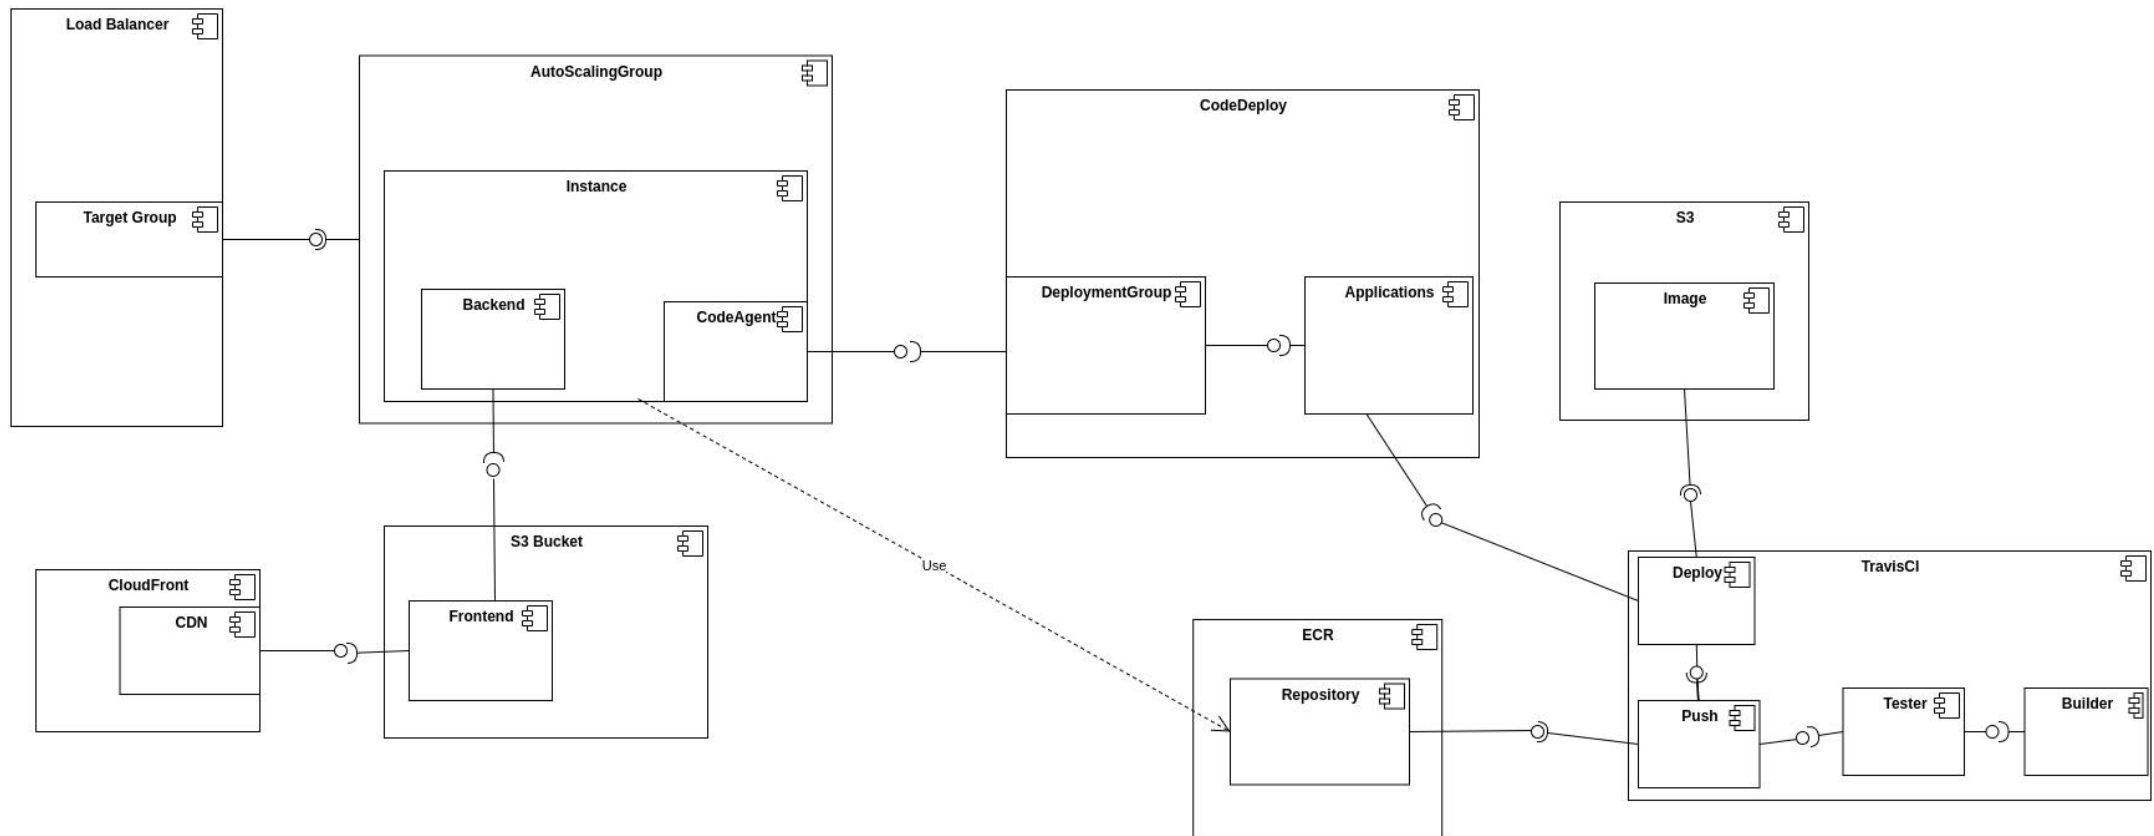 Load Balancer
Target Group
AutoScalingGroup
Instance
Backend
CodeAgent
CodeDeploy
DeploymentGroup
Applications
S3
Image
S3 Bucket
Frontend
CloudFront
CDN
Use
ECR
Repository
TravisCI
Deploy
Push
Tester
Builder